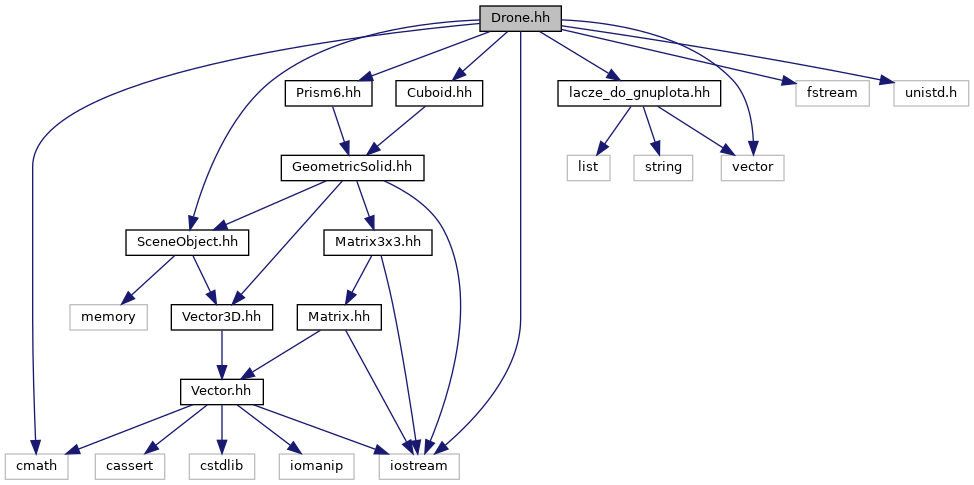 Drone.hh
Prism6.hh
Cuboid.hh
lacze_do_gnuplota.hh
fstream
unistd.h
GeometricSolid.hh
list
string
vector
SceneObject.hh
Matrix3x3.hh
memory
Vector3D.hh
Matrix.hh
Vector.hh
cmath
cassert
cstdlib
iomanip
iostream